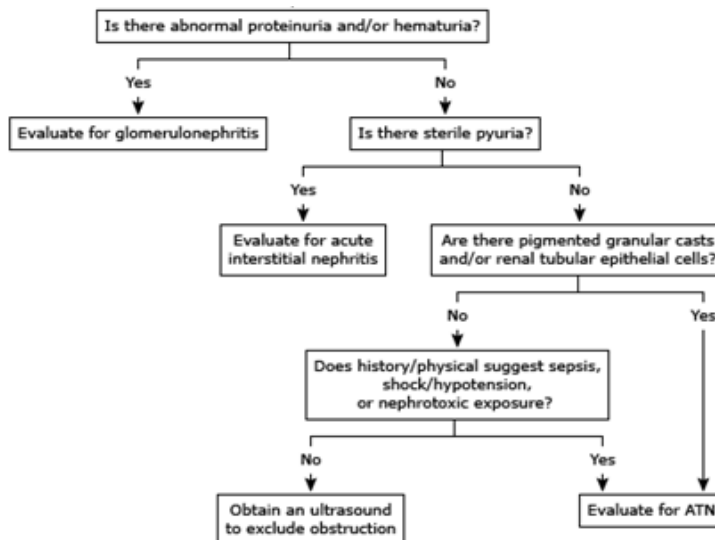 Is there abnormal proteinuria and/or hematuria?
Yes
No
Evaluate for glomerulonephritis
Is there sterile pyuria?
Yes
No
Evaluate for acute
interstitial nephritis
Are there pigmented granular casts
and/or renal tubular epithelial cells?
No
Yes
Does history/physical suggest sepsis,
shock/hypotension,
or nephrotoxic exposure?
No
Yes
Obtain an ultrasound
to exclude obstruction
Evaluate for ATN